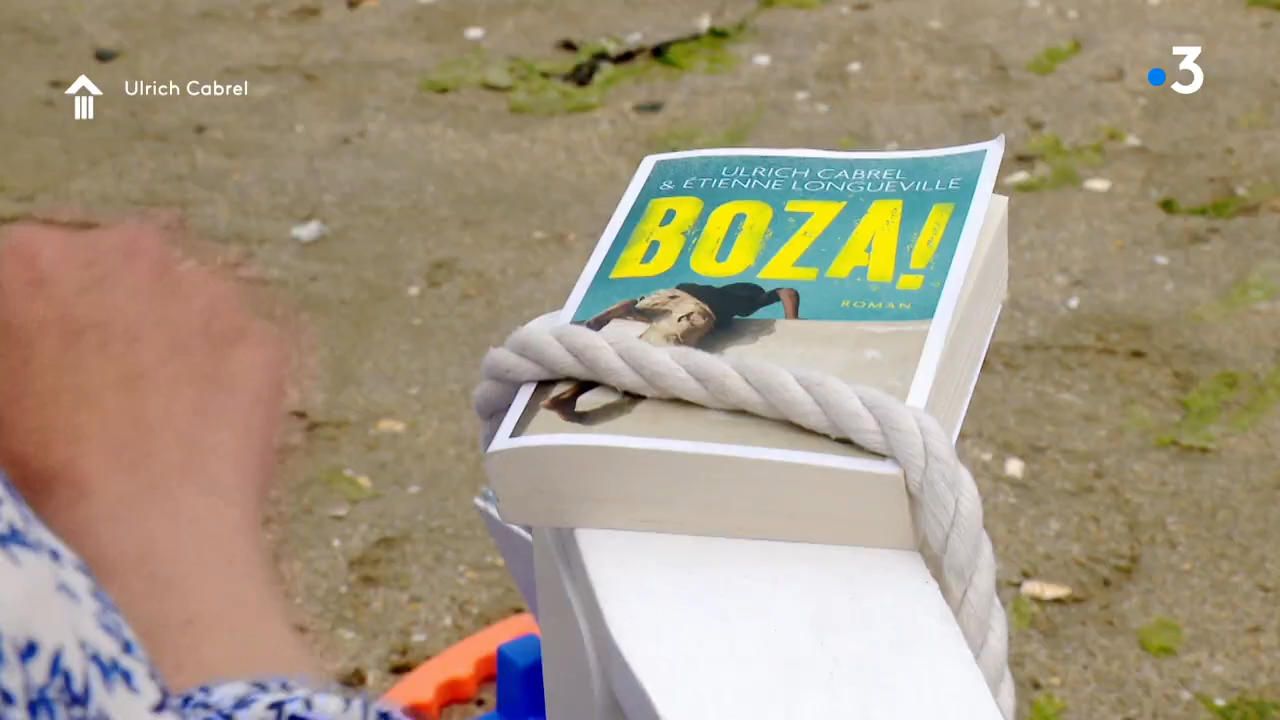 Ulrich Cabrel
3
ULRICH CABREL
& ÉTIENNE LONGUEVILLE
BOZA!
ROMAN